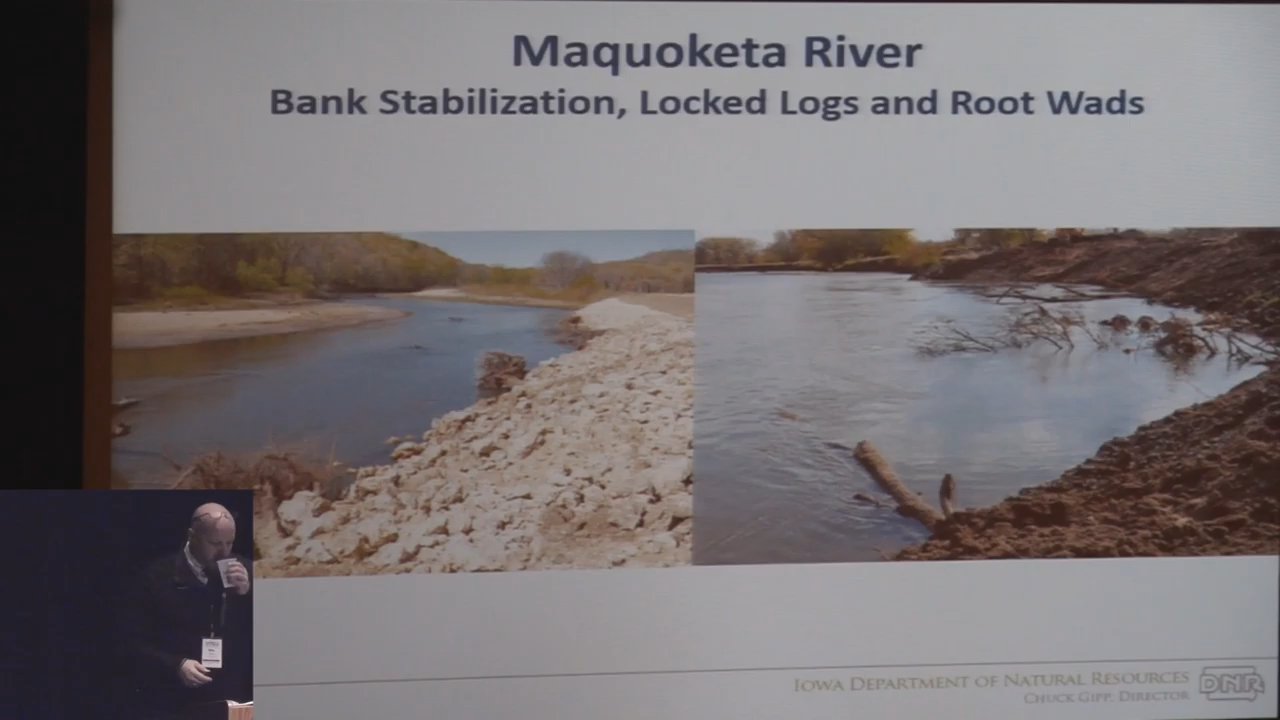 Maquoketa River
Bank Stabilization, Locked Logs and Root Wads
IOWA DEPARTMENT OF NATURAL RESOURCES
CHUCK GIPP, DIRECTOR
DNR